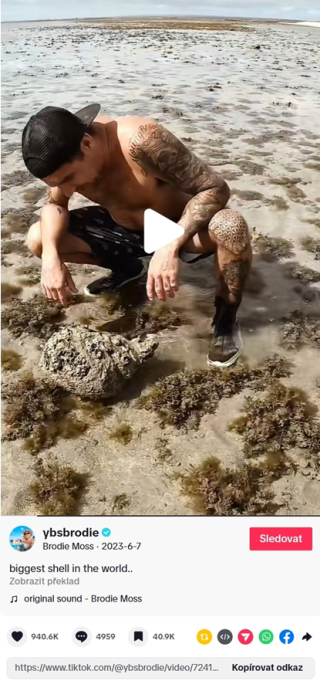 ybsbrodie
Brodie Moss · 2023-6-7
Sledovat
biggest shell in the world..
Zobrazit překlad
original sound - Brodie Moss
940.6K 4959 40.9K
https://www.tiktok.com/@ybsbrodie/video/7241... Kopírovat odkaz